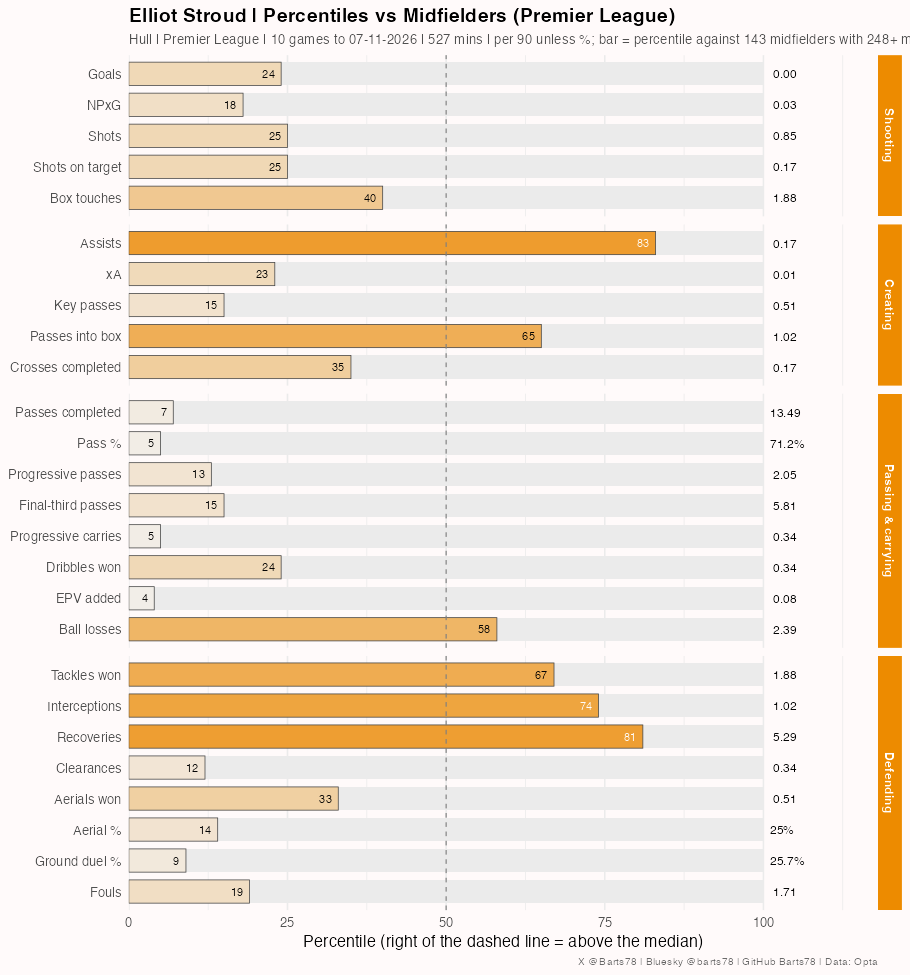 Elliot Stroud | Percentiles vs Midfielders (Premier League)
Hull | Premier League | 10 games to 07-11-2026 | 527 mins | per 90 unless %; bar = percentile against 143 midfielders with 248+ m
Goals 24 0.00
NPxG 18 0.03
Shots 25 0.85
Shots on target 25 0.17
Box touches 40 1.88
Shooting
Assists 83 0.17
xA 23 0.01
Key passes 15 0.51
Passes into box 65 1.02
Crosses completed 35 0.17
Creating
Passes completed 7 13.49
Pass % 5 71.2%
Progressive passes 13 2.05
Final-third passes 15 5.81
Progressive carries 5 0.34
Dribbles won 24 0.34
EPV added 4 0.08
Ball losses 58 2.39
Passing & carrying
Tackles won 67 1.88
Interceptions 74 1.02
Recoveries 81 5.29
Clearances 12 0.34
Aerials won 33 0.51
Aerial % 14 25%
Ground duel % 9 25.7%
Fouls 19 1.71
Defending
0 25 50 75 100
Percentile (right of the dashed line = above the median)
X @Barts78 | Bluesky @barts78 | GitHub Barts78 | Data: Opta